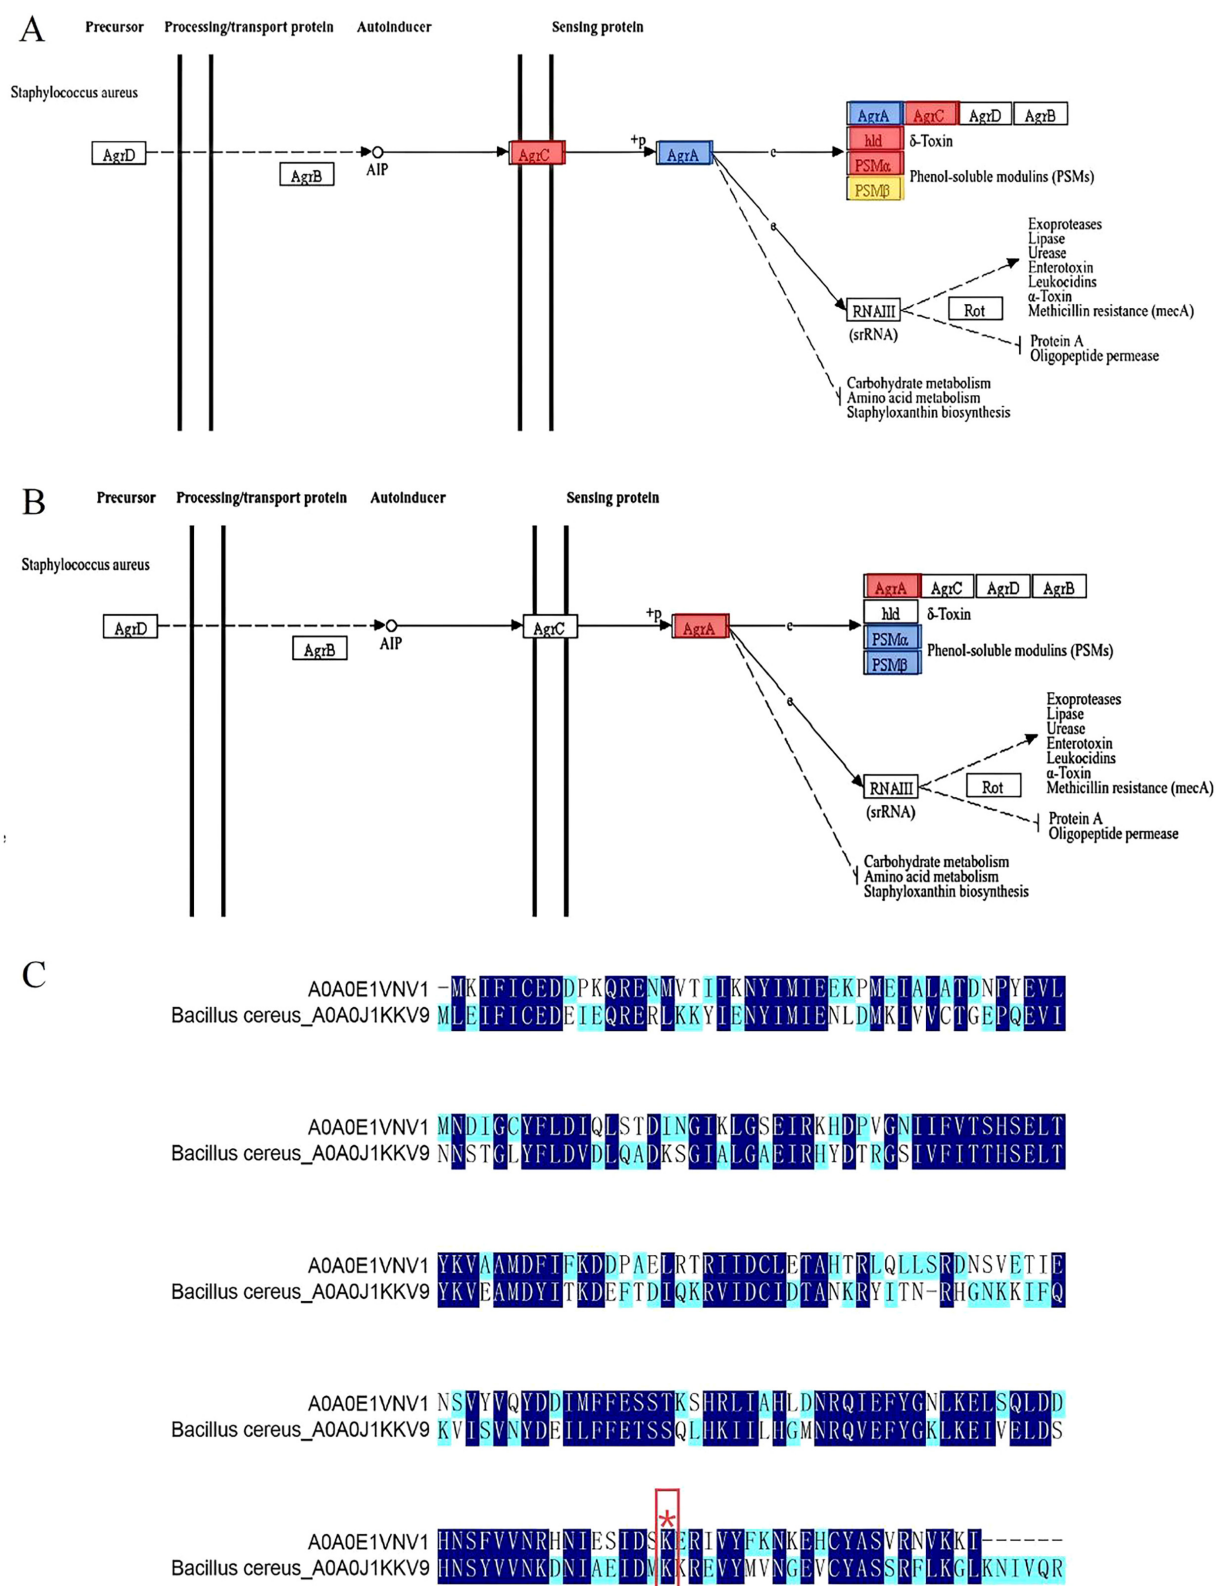 A
Precursor Processing/transport protein Autoinducer Sensing protein
Staphylococcus aureus
AgrA AgrC AgrD AgrB
hld δ-Toxin
AgrD AgrB AIP AgrC +p AgrA e
PSMα
Phenol-soluble modulins (PSMs)
PSMβ
e
Exoproteases
Lipase
Urease
Enterotoxin
Leukocidins
α-Toxin
Methicillin resistance (mecA)
RNAIII Rot
(srRNA)
Protein A
Oligopeptide permease
Carbohydrate metabolism
Amino acid metabolism
Staphyloxanthin biosynthesis
B
Precursor Processing/transport protein Autoinducer Sensing protein
Staphylococcus aureus
AgrA AgrC AgrD AgrB
hld δ-Toxin
AgrD AgrB AIP AgrC +p AgrA e
PSMα
Phenol-soluble modulins (PSMs)
PSMβ
e
Exoproteases
Lipase
Urease
Enterotoxin
Leukocidins
α-Toxin
Methicillin resistance (mecA)
RNAIII Rot
(srRNA)
Protein A
Oligopeptide permease
Carbohydrate metabolism
Amino acid metabolism
Staphyloxanthin biosynthesis
C
A0A0E1VNV1 -MKIFICEDDPKQRENMVTIIKNYIMIEEKPMEIALATDNPYEVL
Bacillus cereus_A0A0J1KKV9 MLEIFICEDEIEQRERLKKYIENYIMIENLDMKIVVCTGEPQEVI
A0A0E1VNV1 MNDIGCYFLDIQLSTDINGIKLGSEIRKHDPVGNIIFVTSHSELT
Bacillus cereus_A0A0J1KKV9 NNSTGLYFLDVDLQADKSGIALGAEIRHYDTRGSIVFITTHSELT
A0A0E1VNV1 YKVAAMDFIFKDDPAELRTRIIDCLETAHTRLQLLSRDNSVETIE
Bacillus cereus_A0A0J1KKV9 YKVEAMDYITKDEFTDIQKRVIDCIDTANKRYITN-RHGNKKIFQ
A0A0E1VNV1 NSVYVQYDDIMFFESSTKSHRLIAHLDNRQIEFYGNLKELSQLDD
Bacillus cereus_A0A0J1KKV9 KVISVNYDEILFFETSSQLHKIILHGMNRQVEFYGKLKEIVELDS
*
A0A0E1VNV1 HNSFVVNRHNIESIDSKERIVYFKNKEHCYASVRNVKKI------
Bacillus cereus_A0A0J1KKV9 HNSYVVNKDNIAEIDMKKREVYMVNGEVCYASSRFLKGLKNIVQR